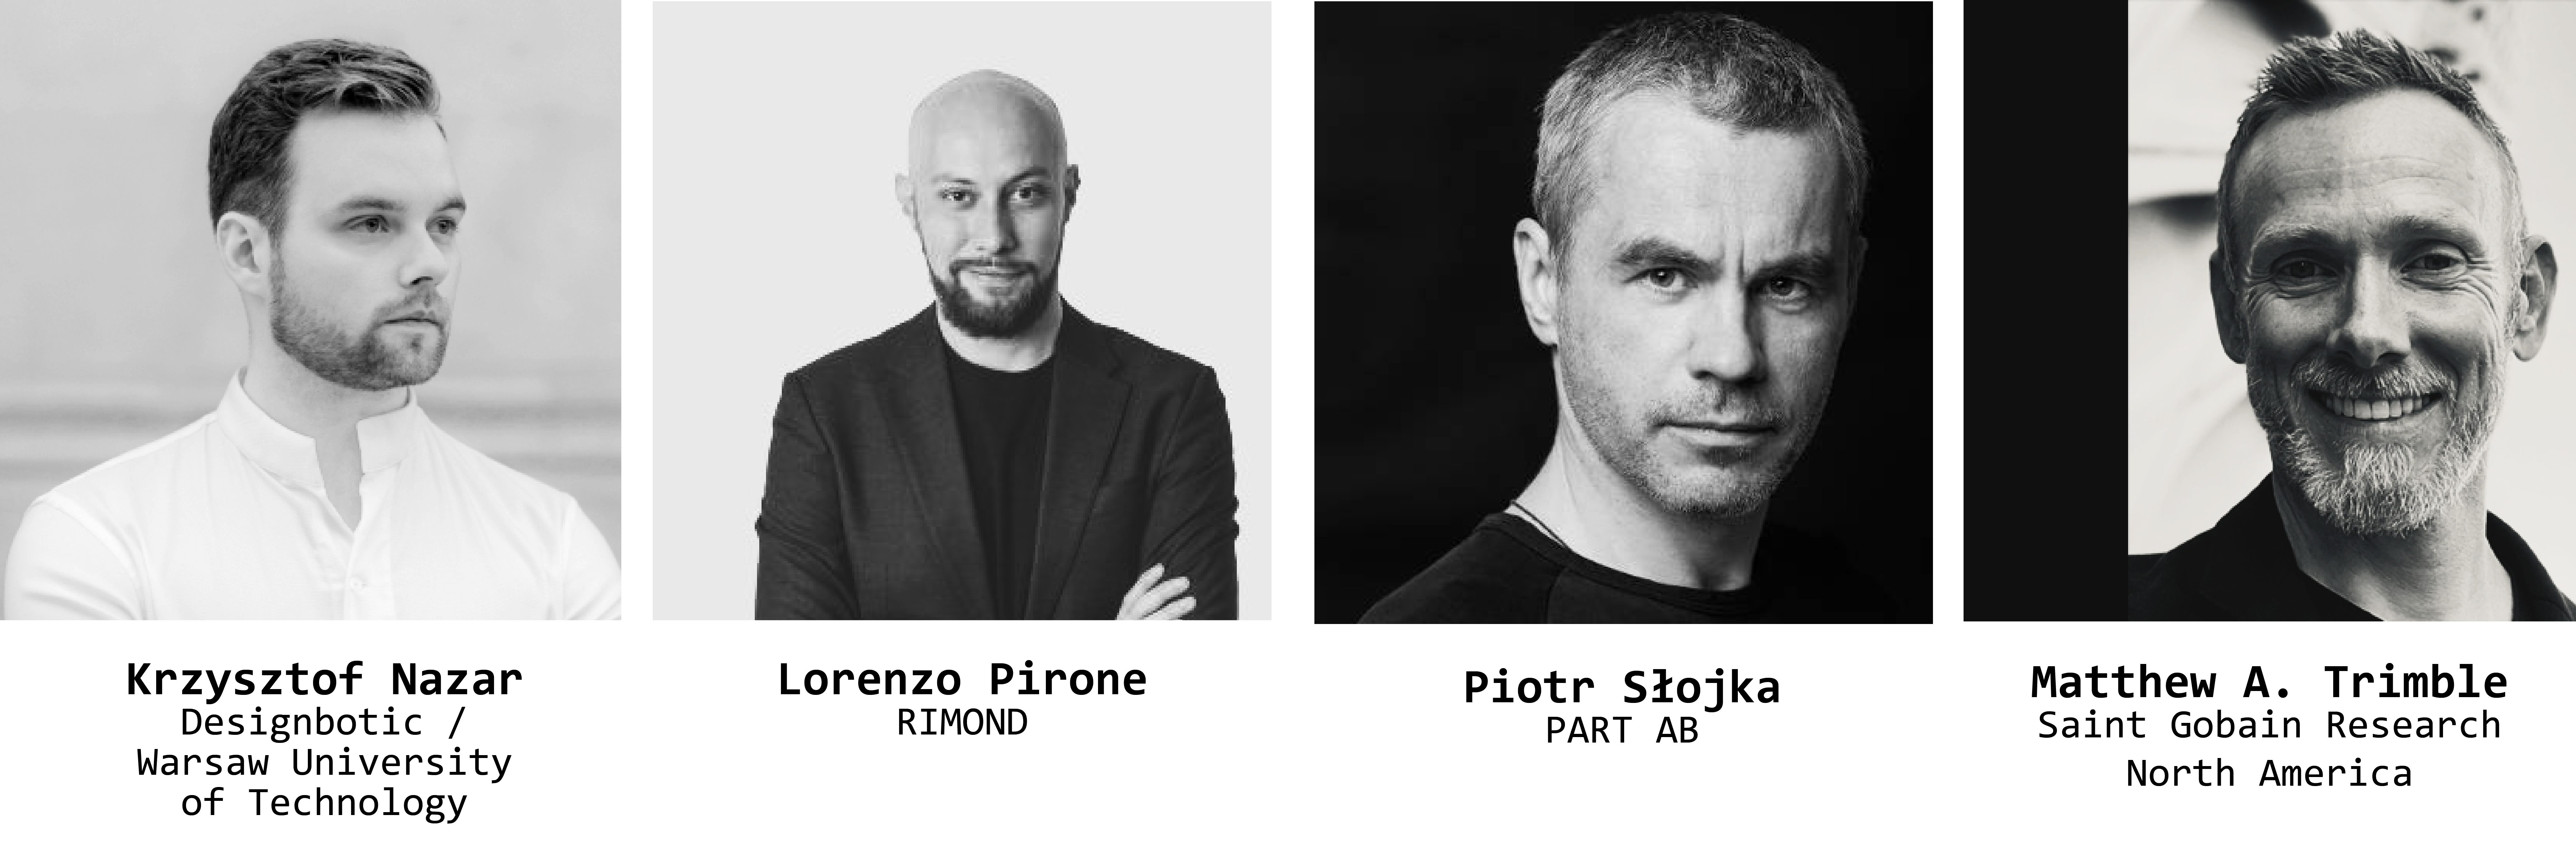 Krzysztof Nazar
Designbotic /
Warsaw University
of Technology
Lorenzo Pirone
RIMOND
Piotr Słojka
PART AB
Matthew A. Trimble
Saint Gobain Research
North America